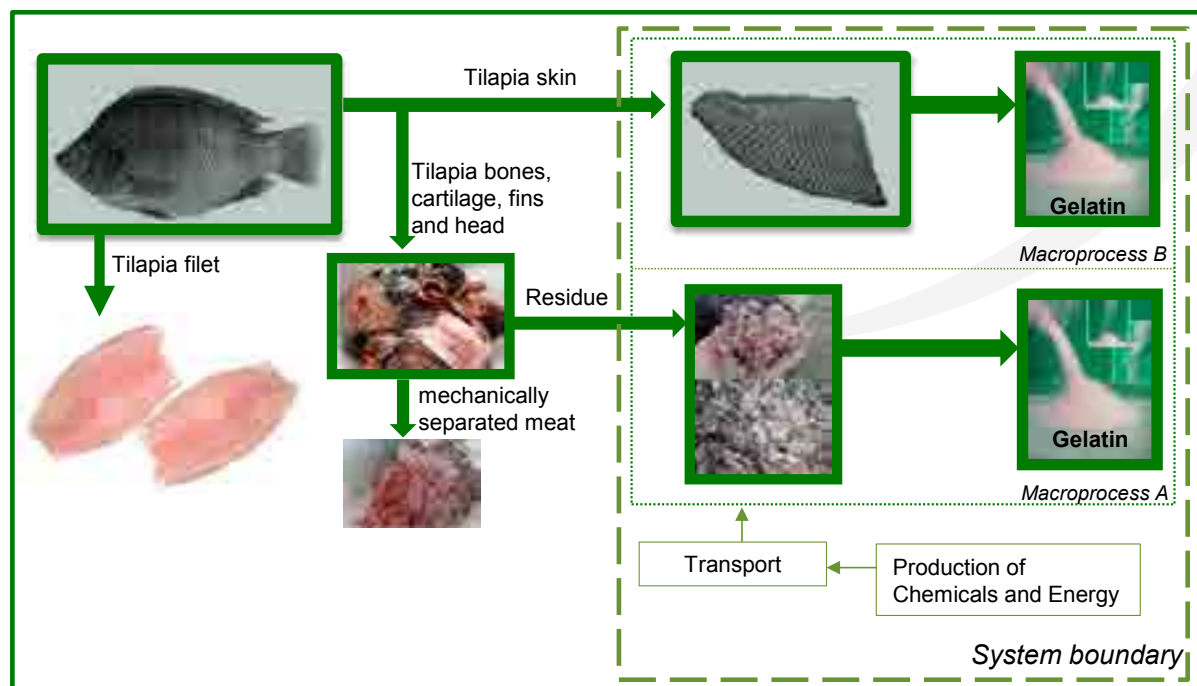 Tilapia skin
Tilapia bones,
cartilage, fins
and head
Tilapia filet
Gelatin
Macroprocess B
Residue
mechanically
separated meat
Gelatin
Macroprocess A
Transport
Production of
Chemicals and Energy
System boundary